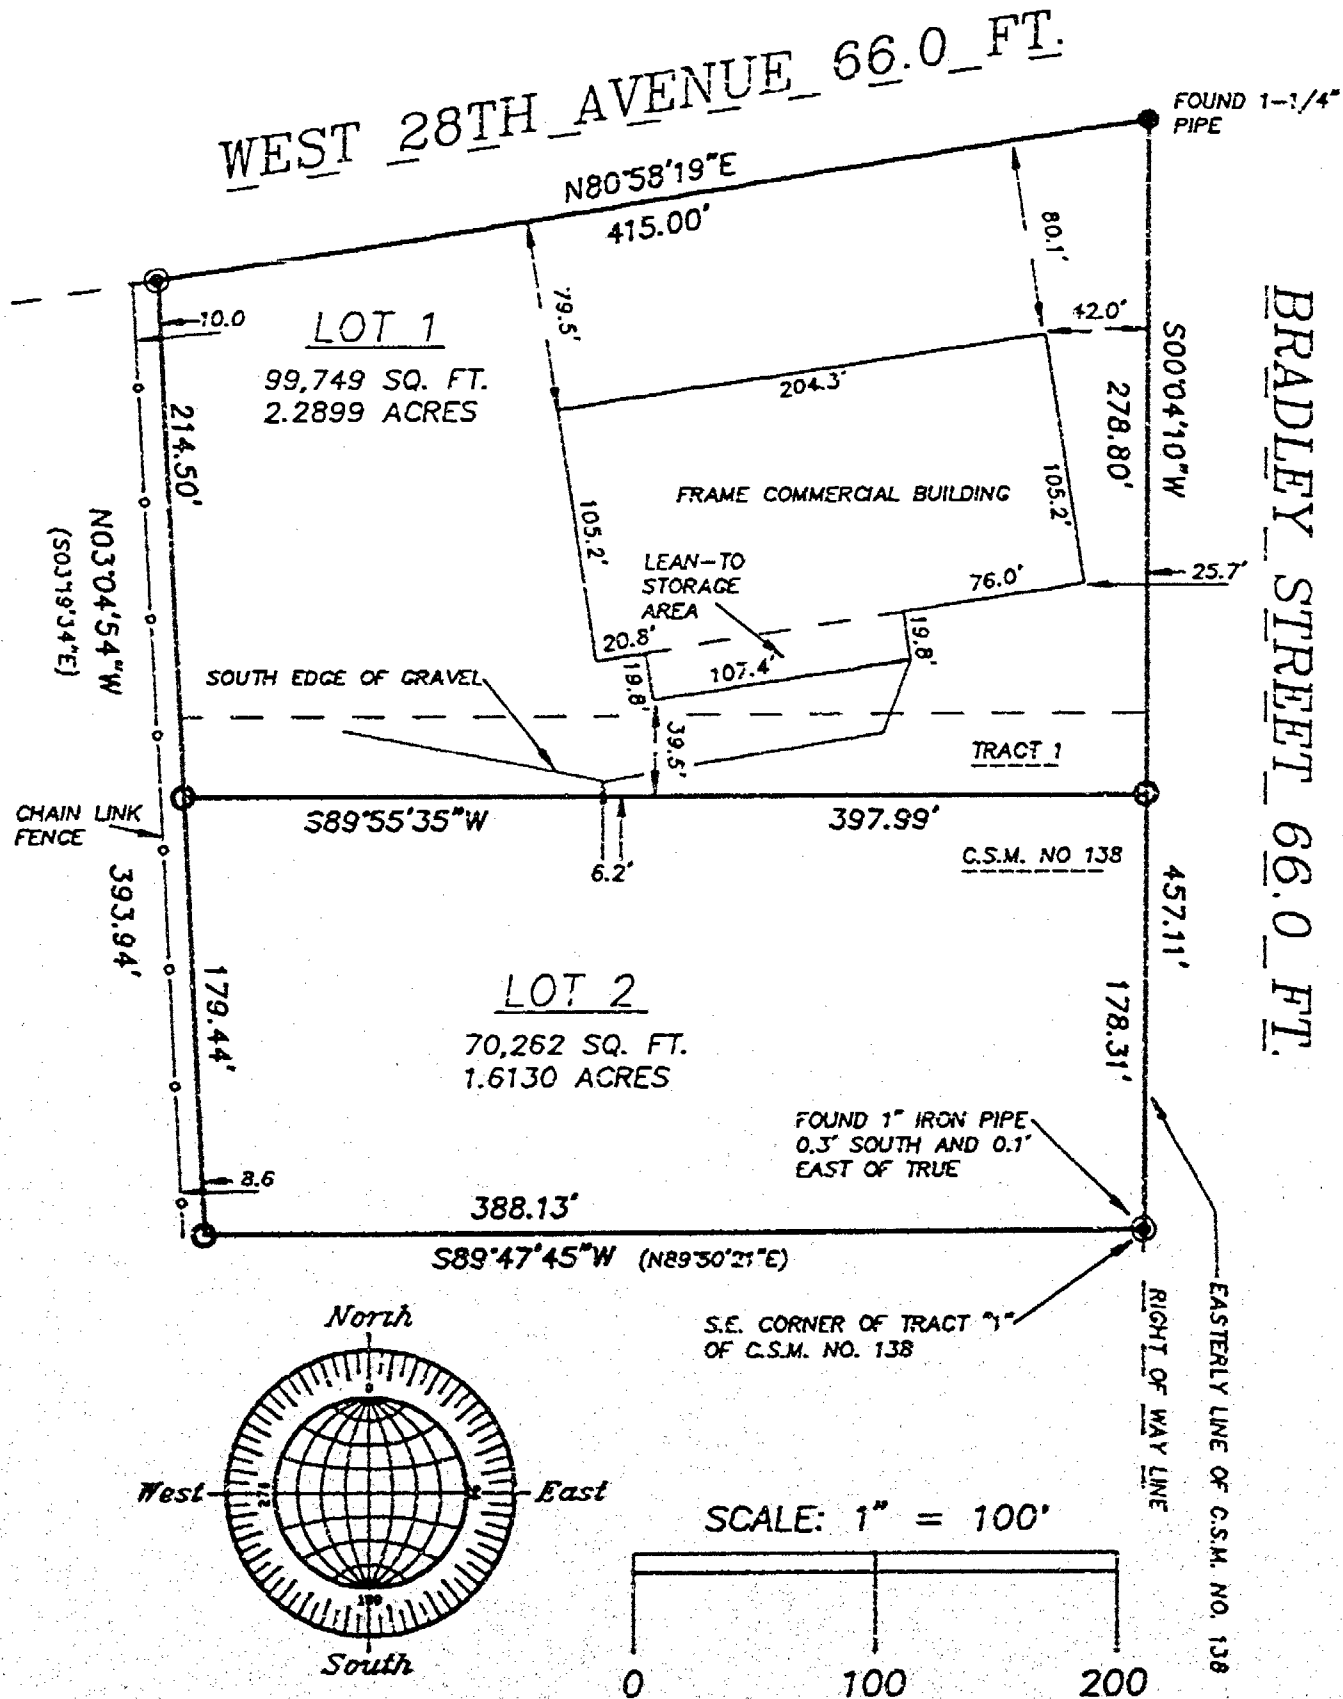 WEST 28TH AVENUE 66.0 FT.
FOUND 1-1/4"
PIPE
N80°58'19"E
415.00'
80.1'
79.5'
42.0'
10.0
LOT 1
99,749 SQ. FT.
2.2899 ACRES
204.3'
S00°04'10"W
278.80'
BRADLEY STREET 66.0 FT.
214.50'
N03°04'54"W
(S03°19'34"E)
FRAME COMMERCIAL BUILDING
105.2'
105.2'
LEAN-TO
STORAGE
AREA
76.0'
25.7'
20.8'
19.8'
19.8'
107.4'
SOUTH EDGE OF GRAVEL
39.5'
TRACT 1
CHAIN LINK
FENCE
S89°55'35"W
397.99'
6.2'
C.S.M. NO 138
393.94'
457.11'
179.44'
178.31'
LOT 2
70,262 SQ. FT.
1.6130 ACRES
FOUND 1" IRON PIPE
0.3' SOUTH AND 0.1'
EAST OF TRUE
8.6
388.13'
S89°47'45"W (N89°50'21"E)
S.E. CORNER OF TRACT "1"
OF C.S.M. NO. 138
RIGHT OF WAY LINE
EASTERLY LINE OF C.S.M. NO. 138
North
0
West
270
90
East
180
South
SCALE: 1" = 100'
0 100 200